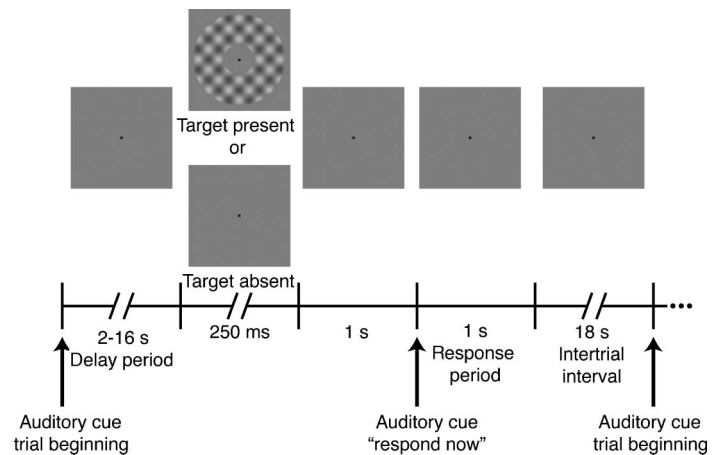 Target present
or
Target absent
2-16 s
Delay period
250 ms
1 s
1 s
Response
period
18 s
Intertrial
interval
Auditory cue
trial beginning
Auditory cue
“respond now”
Auditory cue
trial beginning